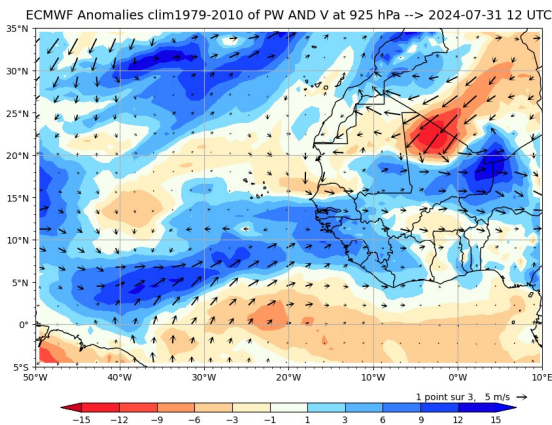 ECMWF Anomalies clim1979-2010 of PW AND V at 925 hPa --> 2024-07-31 12 UTC
35°N
30°N
25°N
20°N
15°N
10°N
5°N
0°
5°S
50°W 40°W 30°W 20°W 10°W 0°W 10°E
1 point sur 3, 5 m/s
−15 −12 −9 −6 −3 −1 1 3 6 9 12 15